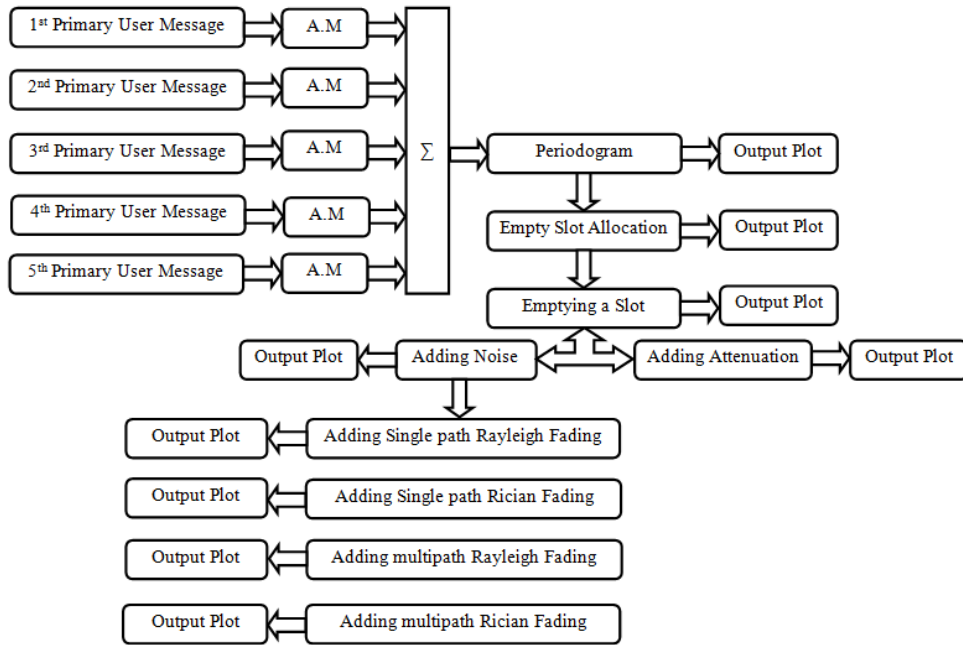 1st Primary User Message
A.M
2nd Primary User Message
A.M
3rd Primary User Message
A.M
4th Primary User Message
A.M
5th Primary User Message
A.M
Σ
Periodogram
Output Plot
Empty Slot Allocation
Output Plot
Emptying a Slot
Output Plot
Output Plot
Adding Noise
Adding Attenuation
Output Plot
Output Plot
Adding Single path Rayleigh Fading
Output Plot
Adding Single path Rician Fading
Output Plot
Adding multipath Rayleigh Fading
Output Plot
Adding multipath Rician Fading